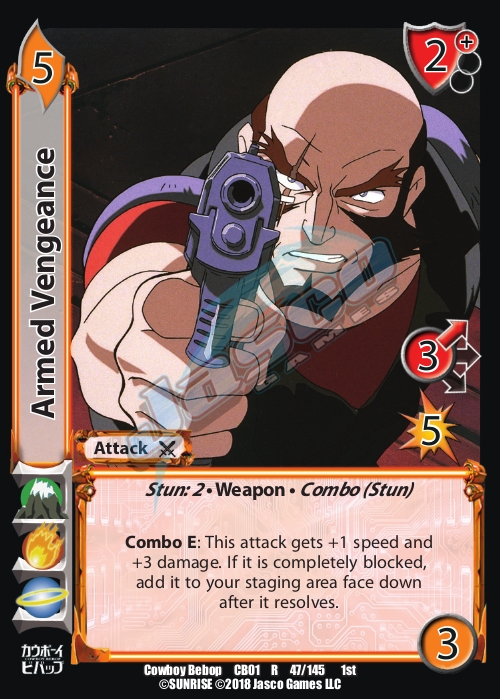 5
2
+
Armed Vengeance
Jasco
GAMES
3
5
Attack
Stun: 2 • Weapon • Combo (Stun)
Combo E: This attack gets +1 speed and
+3 damage. If it is completely blocked,
add it to your staging area face down
after it resolves.
3
カウボーイ
ビバップ
Cowboy Bebop CB01 R 47/145 1st
©SUNRISE ©2018 Jasco Games LLC